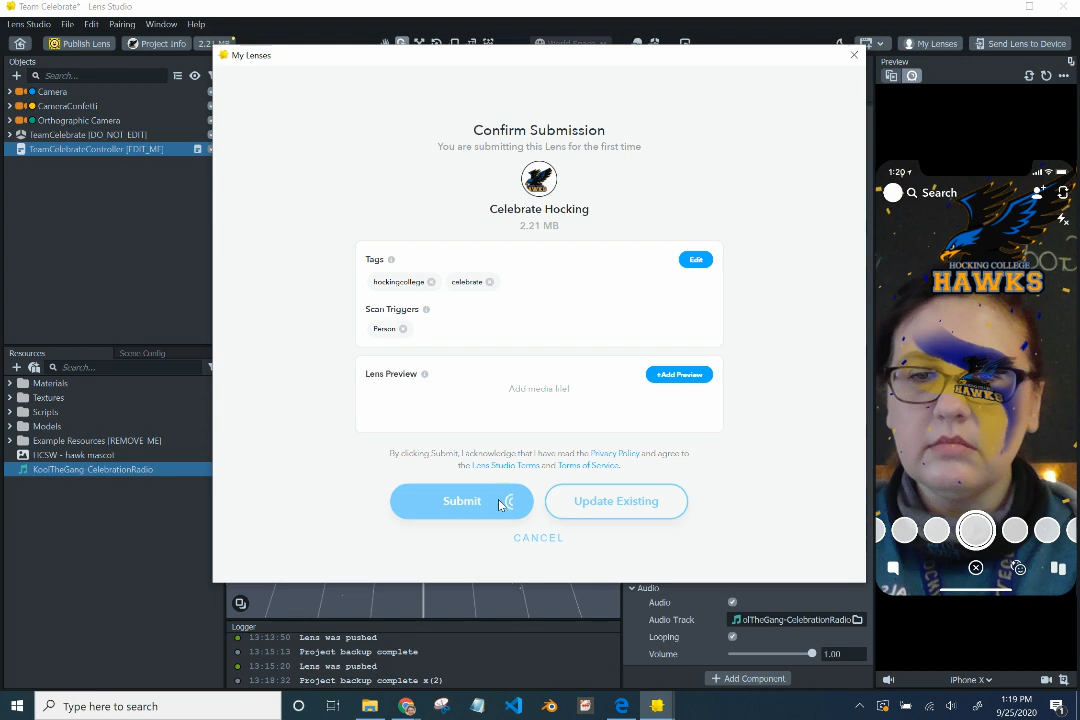 Team Celebrate* Lens Studio
Lens Studio File Edit Pairing Window Help
Publish Lens Project Info 2.21 My Lenses Send Lens to Device
Objects
Search...
Camera
CameraConfetti
Orthographic Camera
TeamCelebrate [DO_NOT_EDIT]
TeamCelebrateController [EDIT_ME]
Resources Scene Config
Search...
Materials
Textures
Scripts
Models
Example Resources [REMOVE_ME]
HCSW - hawk mascot
KoolTheGang-CelebrationRadio
My Lenses
Confirm Submission
You are submitting this Lens for the first time
Celebrate Hocking
2.21 MB
Tags
Edit
hockingcollege celebrate
Scan Triggers
Person
Lens Preview
+Add Preview
Add media file!
By clicking Submit, I acknowledge that I have read the Privacy Policy and agree to
the Lens Studio Terms and Terms of Service.
Submit Update Existing
CANCEL
Logger
13:13:50 Lens was pushed
13:15:13 Project backup complete
13:15:20 Lens was pushed
13:18:32 Project backup complete x(2)
Audio
Audio
Audio Track olTheGang-CelebrationRadio
Looping
Volume 1.00
+ Add Component
Preview
1:20
Search
HOCKING COLLEGE
HAWKS
HAWKS
iPhone X
Type here to search
1:19 PM
9/25/2020